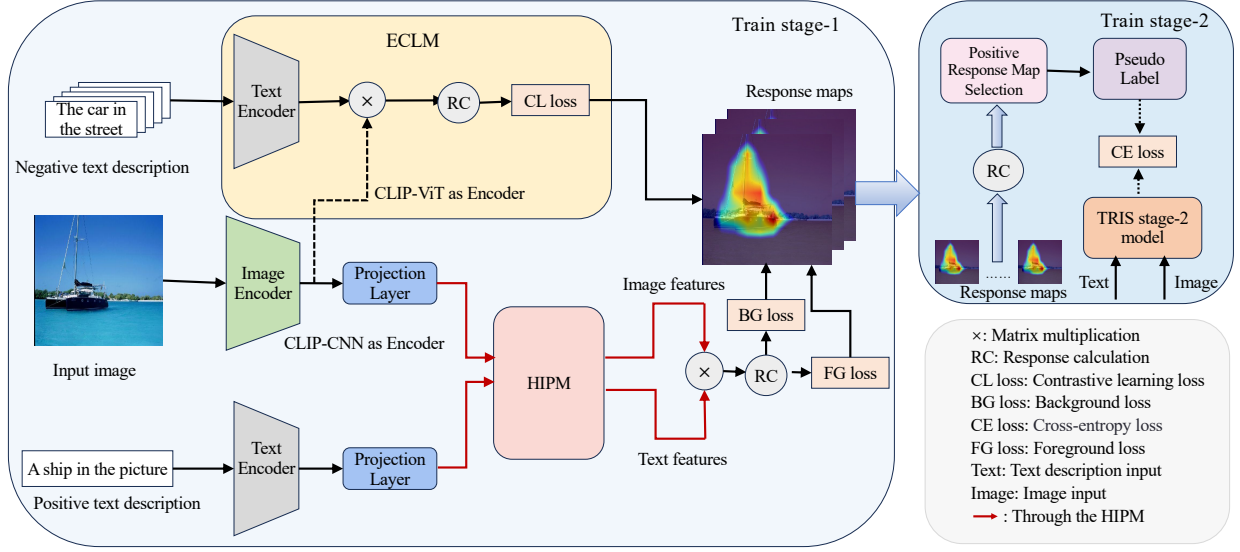 Train stage-1
ECLM
Text
Encoder
×
RC
CL loss
The car in
the street
Negative text description
CLIP-ViT as Encoder
Response maps
Image
Encoder
Projection
Layer
CLIP-CNN as Encoder
Input image
Image features
HIPM
BG loss
×
RC
FG loss
Text features
A ship in the picture
Positive text description
Text
Encoder
Projection
Layer
Train stage-2
Positive
Response Map
Selection
Pseudo
Label
RC
CE loss
TRIS stage-2
model
......
Response maps
Text
Image
×: Matrix multiplication
RC: Response calculation
CL loss: Contrastive learning loss
BG loss: Background loss
CE loss: Cross-entropy loss
FG loss: Foreground loss
Text: Text description input
Image: Image input
: Through the HIPM